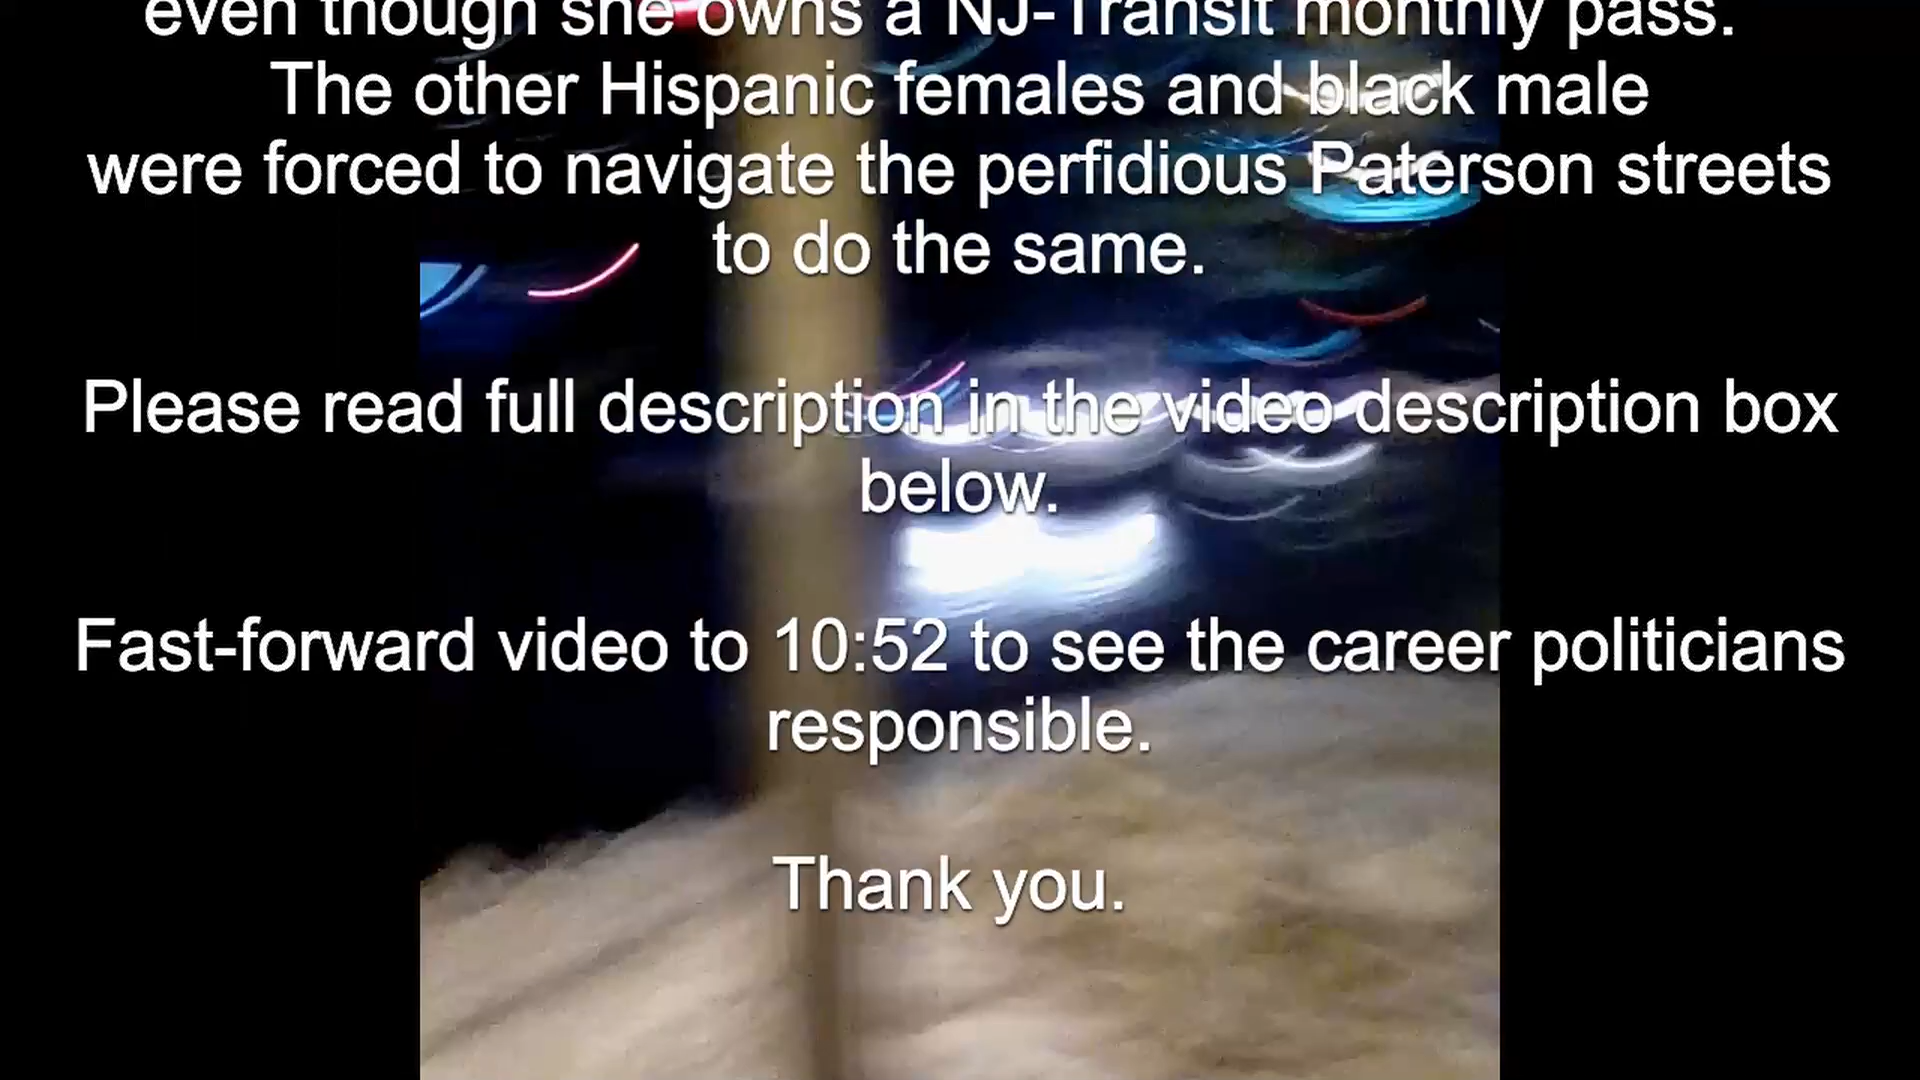 even though she owns a NJ-Transit monthly pass.
The other Hispanic females and black male
were forced to navigate the perfidious Paterson streets
to do the same.
Please read full description in the video description box
below.
Fast-forward video to 10:52 to see the career politicians
responsible.
Thank you.